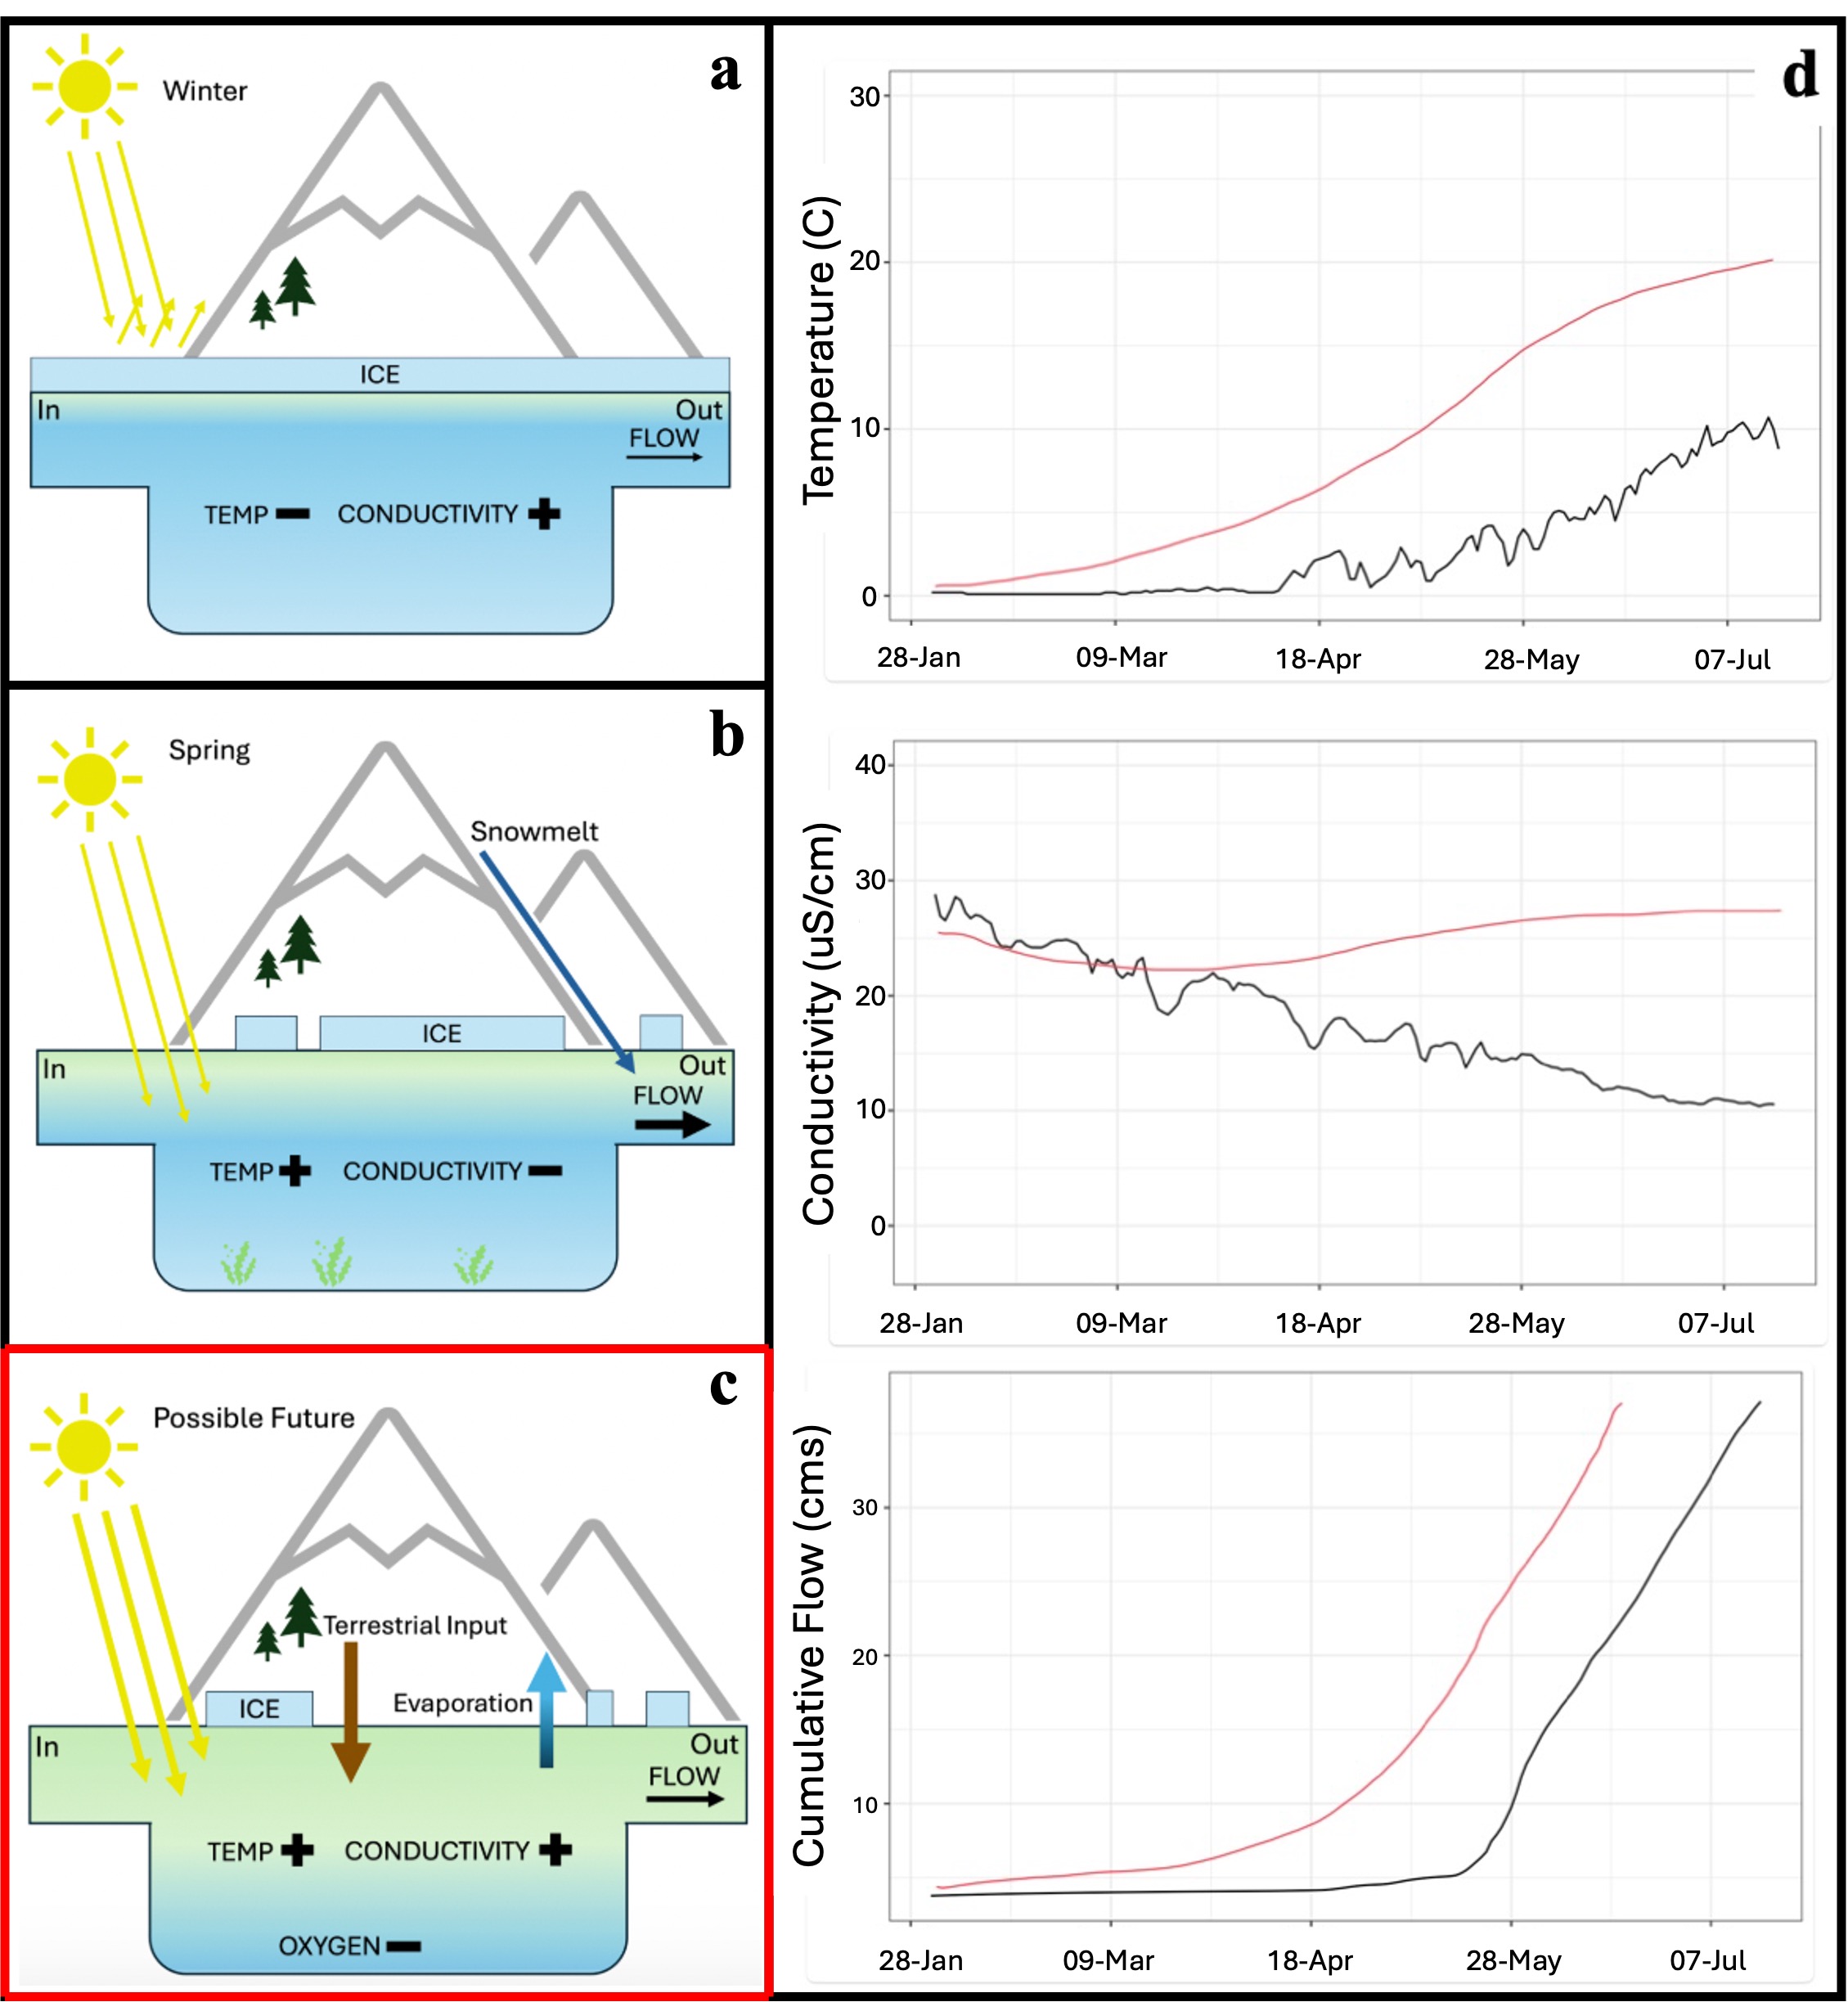 a
Winter
ICE
In
Out
FLOW
TEMP − CONDUCTIVITY +
b
Spring
Snowmelt
ICE
In
Out
FLOW
TEMP + CONDUCTIVITY −
c
Possible Future
Terrestrial Input
ICE
Evaporation
In
Out
FLOW
TEMP + CONDUCTIVITY +
OXYGEN −
d
Temperature (C)
30
20
10
0
28-Jan 09-Mar 18-Apr 28-May 07-Jul
Conductivity (uS/cm)
40
30
20
10
0
28-Jan 09-Mar 18-Apr 28-May 07-Jul
Cumulative Flow (cms)
30
20
10
28-Jan 09-Mar 18-Apr 28-May 07-Jul